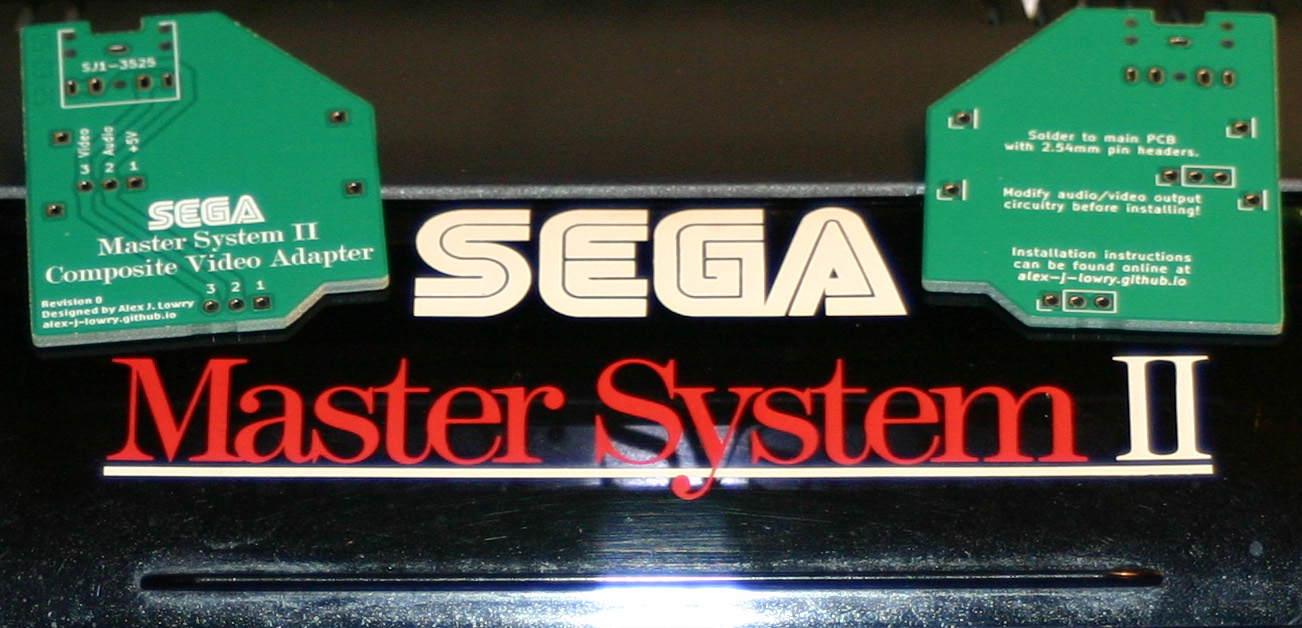 SJ1-3525
3 Video
2 Audio
1 +5V
SEGA
Master System II
Composite Video Adapter
3 2 1
Revision 0
Designed by Alex J. Lowry
alex-j-lowry.github.io
Solder to main PCB
with 2.54mm pin headers.
Modify audio/video output
circuitry before installing!
Installation instructions
can be found online at
alex-j-lowry.github.io
SEGA
Master System II